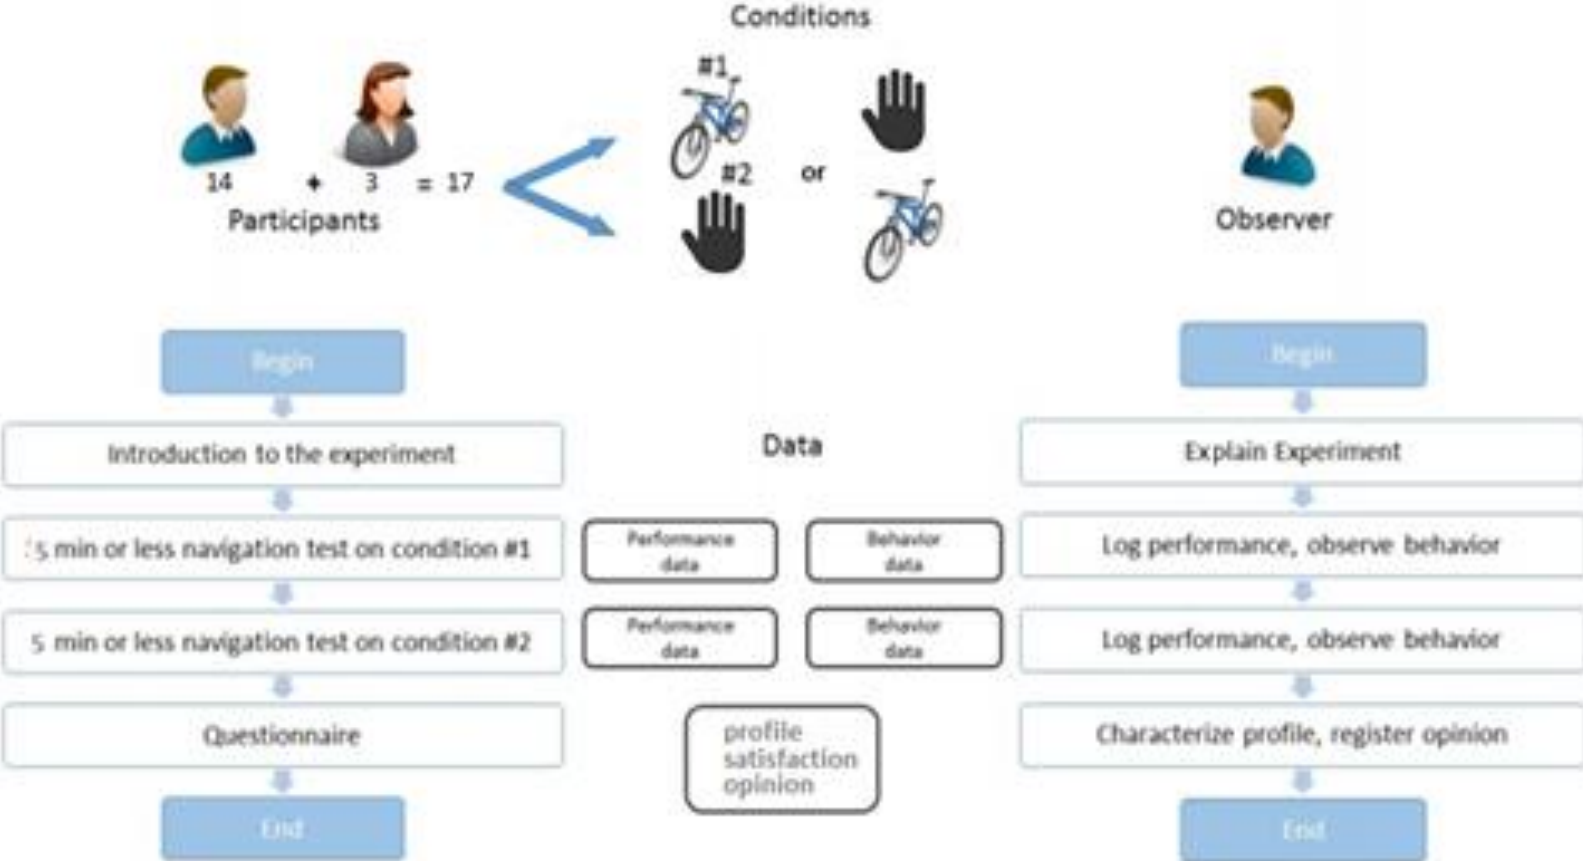 Conditions
#1
#2
or
14 + 3 = 17
Participants
Observer
Begin
Introduction to the experiment
5 min or less navigation test on condition #1
5 min or less navigation test on condition #2
Questionnaire
End
Data
Performance
data
Behavior
data
Performance
data
Behavior
data
profile
satisfaction
opinion
Begin
Explain Experiment
Log performance, observe behavior
Log performance, observe behavior
Characterize profile, register opinion
End